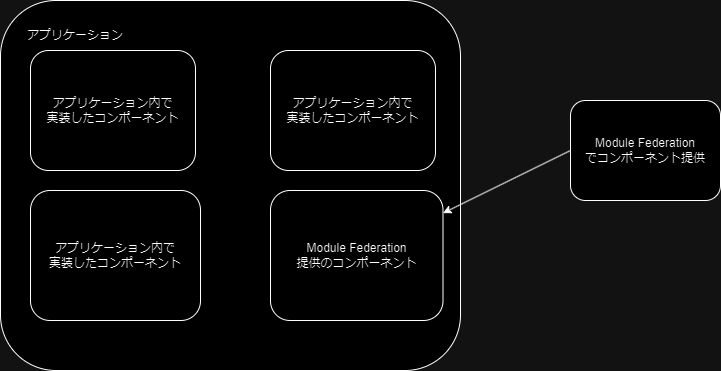 アプリケーション
アプリケーション内で
実装したコンポーネント
アプリケーション内で
実装したコンポーネント
Module Federation
でコンポーネント提供
アプリケーション内で
実装したコンポーネント
Module Federation
提供のコンポーネント